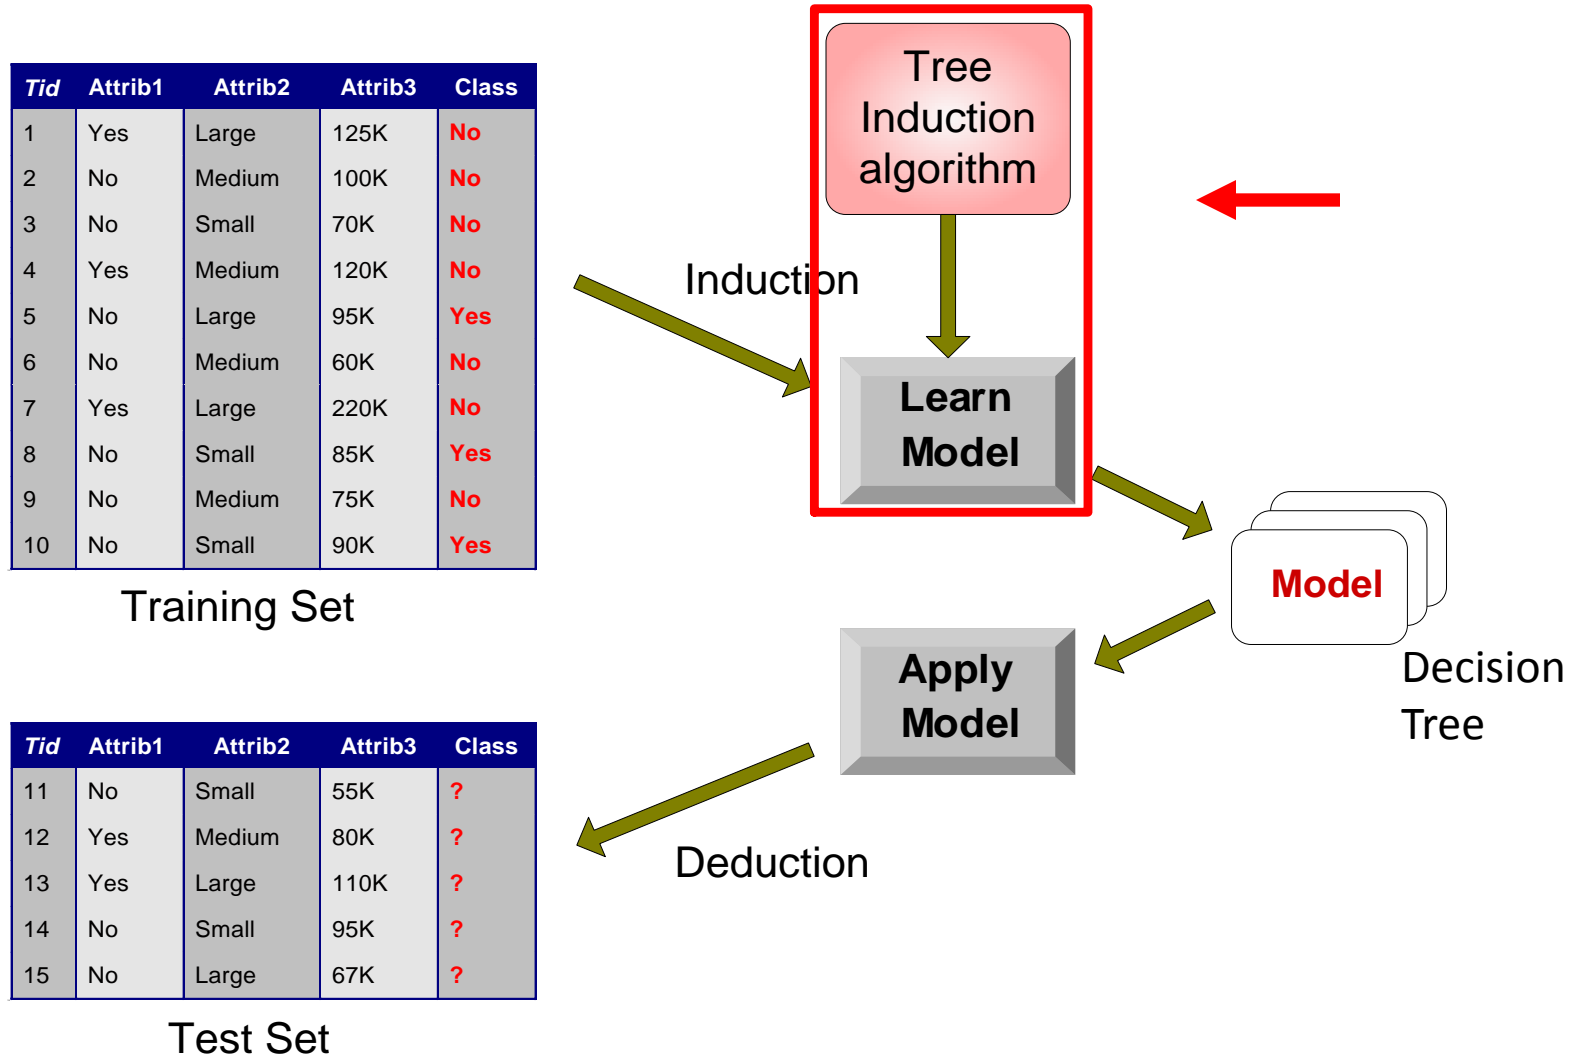 Tid Attrib1 Attrib2 Attrib3 Class
1 Yes Large 125K No
2 No Medium 100K No
3 No Small 70K No
4 Yes Medium 120K No
5 No Large 95K Yes
6 No Medium 60K No
7 Yes Large 220K No
8 No Small 85K Yes
9 No Medium 75K No
10 No Small 90K Yes
Training Set
Tree
Induction
algorithm
Induction
Learn
Model
Model
Decision
Tree
Apply
Model
Deduction
Tid Attrib1 Attrib2 Attrib3 Class
11 No Small 55K ?
12 Yes Medium 80K ?
13 Yes Large 110K ?
14 No Small 95K ?
15 No Large 67K ?
Test Set